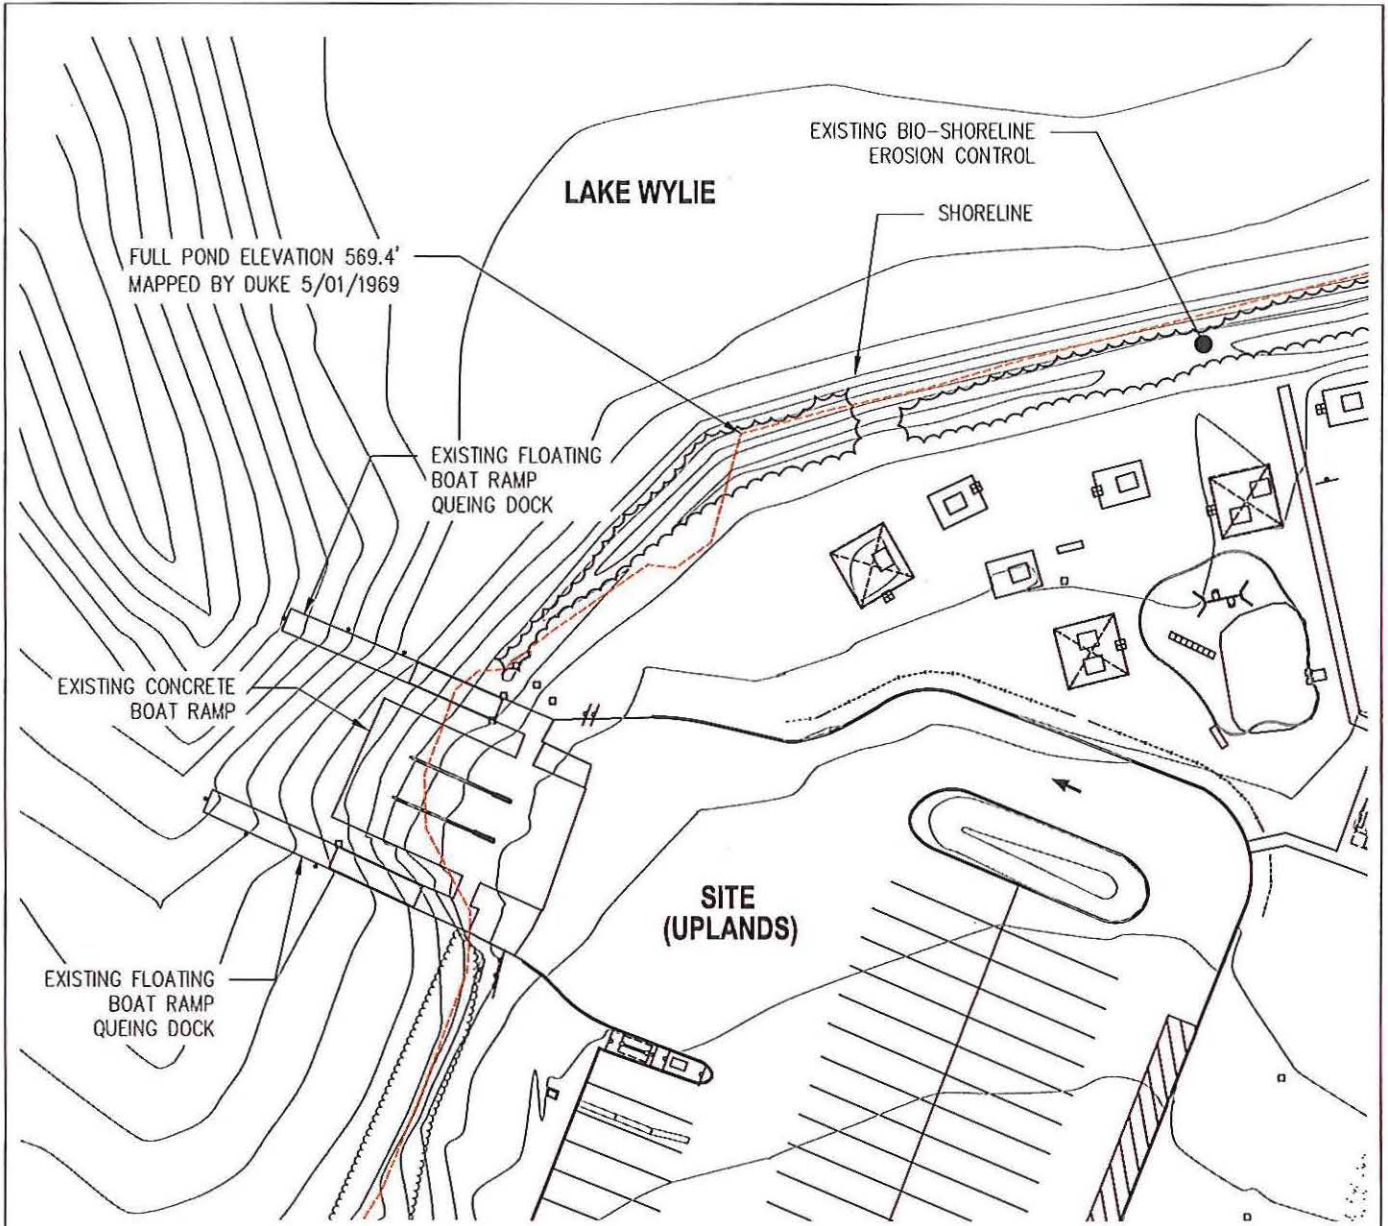 EXISTING BIO-SHORELINE
EROSION CONTROL
LAKE WYLIE
SHORELINE
FULL POND ELEVATION 569.4'
MAPPED BY DUKE 5/01/1969
EXISTING FLOATING
BOAT RAMP
QUEING DOCK
EXISTING CONCRETE
BOAT RAMP
SITE
(UPLANDS)
EXISTING FLOATING
BOAT RAMP
QUEING DOCK